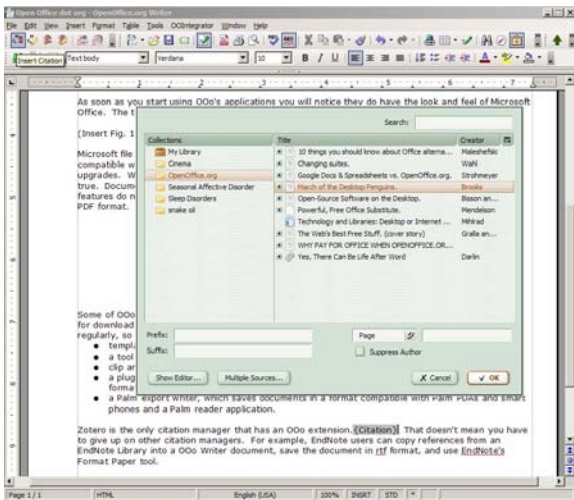 Open Office dot org - OpenOffice.org Writer
File Edit View Insert Format Table Tools OOIntegrator Window Help
Insert Citation Text body Verdana 10 B I U
As soon as you start using OOo's applications you will notice they do have the look and feel of Microsoft
Office. The t
(Insert Fig. 1
Microsoft file
compatible w
upgrades. W
true. Docum
features do n
PDF format.
Search:
Collections
My Library
Cinema
OpenOffice.org
Seasonal Affective Disorder
Sleep Disorders
snake oil
Title Creator
10 things you should know about Office alterna... Maleshefski
Changing suites. Wahl
Google Docs & Spreadsheets vs. OpenOffice.org. Strohmeyer
March of the Desktop Penguins. Brooks
Open-Source Software on the Desktop. Bisson an...
Powerful, Free Office Substitute. Mendelson
Technology and Libraries: Desktop or Internet ... Mihlrad
The Web's Best Free Stuff. (cover story) Gralla an...
WHY PAY FOR OFFICE WHEN OPENOFFICE.OR...
Yes, There Can Be Life After Word Darlin
Prefix:
Suffix:
Page
Suppress Author
Show Editor... Multiple Sources... Cancel OK
Some of OOo
for download
regularly, so
templa
a tool
clip ar
a plug
forma
a Palm export writer, which saves documents in a format compatible with Palm PDAs and smart
phones and a Palm reader application.
Zotero is the only citation manager that has an OOo extension.{Citation} That doesn't mean you have
to give up on other citation managers. For example, EndNote users can copy references from an
EndNote Library into a OOo Writer document, save the document in rtf format, and use EndNote's
Format Paper tool.
Page 1 / 1 HTML English (USA) 100% INSRT STD *